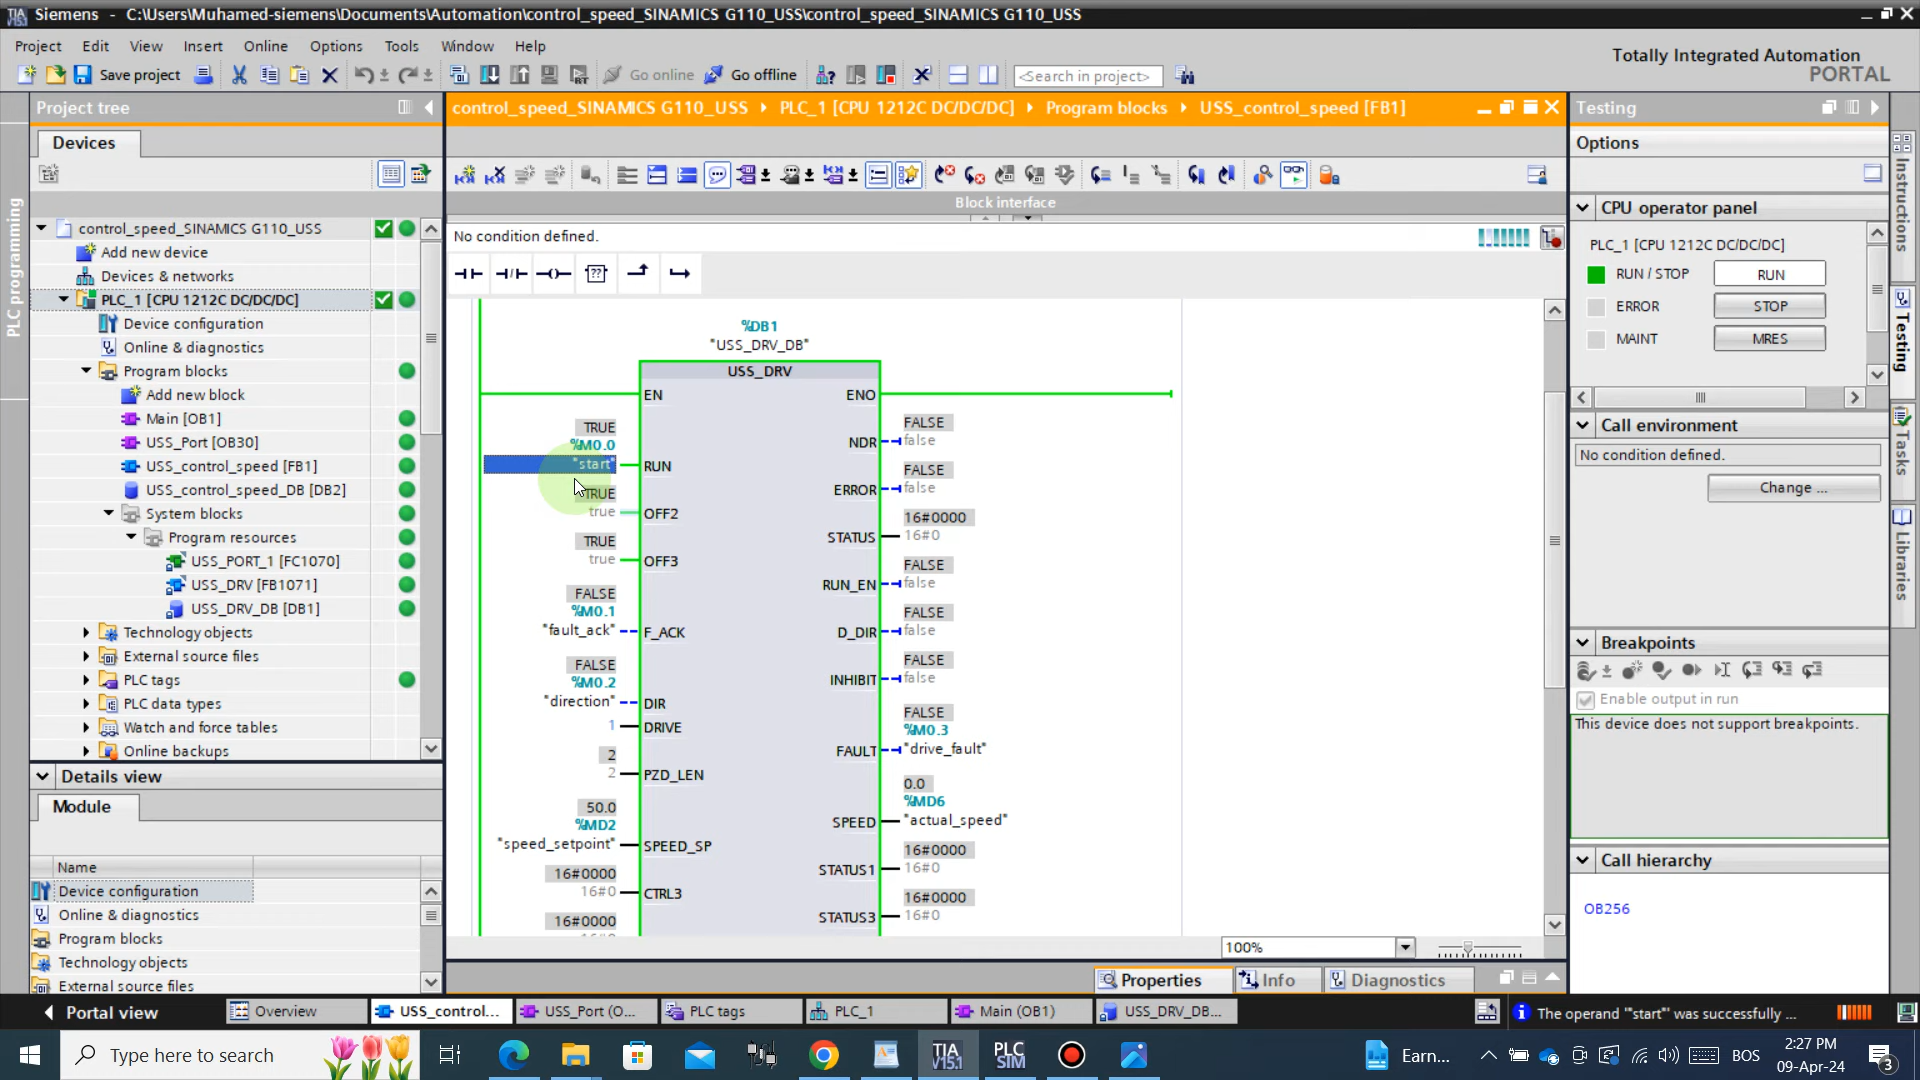 Siemens - C:\Users\Muhamed-siemens\Documents\Automation\control_speed_SINAMICS G110_USS\control_speed_SINAMICS G110_USS
Project Edit View Insert Online Options Tools Window Help
Totally Integrated Automation
PORTAL
Save project
Go online
Go offline
<Search in project>
Project tree
Devices
PLC programming
control_speed_SINAMICS G110_USS
Add new device
Devices & networks
PLC_1 [CPU 1212C DC/DC/DC]
Device configuration
Online & diagnostics
Program blocks
Add new block
Main [OB1]
USS_Port [OB30]
USS_control_speed [FB1]
USS_control_speed_DB [DB2]
System blocks
Program resources
USS_PORT_1 [FC1070]
USS_DRV [FB1071]
USS_DRV_DB [DB1]
Technology objects
External source files
PLC tags
PLC data types
Watch and force tables
Online backups
Details view
Module
Name
Device configuration
Online & diagnostics
Program blocks
Technology objects
External source files
control_speed_SINAMICS G110_USS PLC_1 [CPU 1212C DC/DC/DC] Program blocks USS_control_speed [FB1]
Block interface
No condition defined.
??
%DB1
"USS_DRV_DB"
USS_DRV
EN
ENO
TRUE
%M0.0
"start"
RUN
TRUE
true
OFF2
TRUE
true
OFF3
FALSE
%M0.1
"fault_ack"
F_ACK
FALSE
%M0.2
"direction"
DIR
1
DRIVE
2
2
PZD_LEN
50.0
%MD2
"speed_setpoint"
SPEED_SP
16#0000
16#0
CTRL3
16#0000
FALSE
NDR
false
FALSE
ERROR
false
16#0000
STATUS
16#0
FALSE
RUN_EN
false
FALSE
D_DIR
false
FALSE
INHIBIT
false
FALSE
%M0.3
FAULT
"drive_fault"
0.0
%MD6
SPEED
"actual_speed"
16#0000
STATUS1
16#0
16#0000
STATUS3
16#0
100%
Properties
Info
Diagnostics
Testing
Options
CPU operator panel
PLC_1 [CPU 1212C DC/DC/DC]
RUN / STOP
RUN
ERROR
STOP
MAINT
MRES
Call environment
No condition defined.
Change ...
Breakpoints
Enable output in run
This device does not support breakpoints.
Call hierarchy
OB256
Instructions
Testing
Tasks
Libraries
Portal view
Overview
USS_control...
USS_Port (O...
PLC tags
PLC_1
Main (OB1)
USS_DRV_DB...
The operand '"start"' was successfully ...
Type here to search
TIA
V15.1
PLC
SIM
Earn...
BOS
2:27 PM
09-Apr-24
3